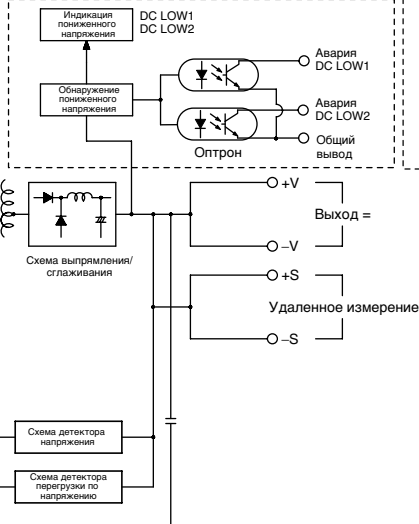 Индикация
пониженного
напряжения
DC LOW1
DC LOW2
Обнаружение
пониженного
напряжения
Авария
DC LOW1
Авария
DC LOW2
Общий
вывод
Оптрон
+V
Выход =
–V
Схема выпрямления/
сглаживания
+S
Удаленное измерение
–S
Схема детектора
напряжения
Схема детектора
перегрузки по
напряжению